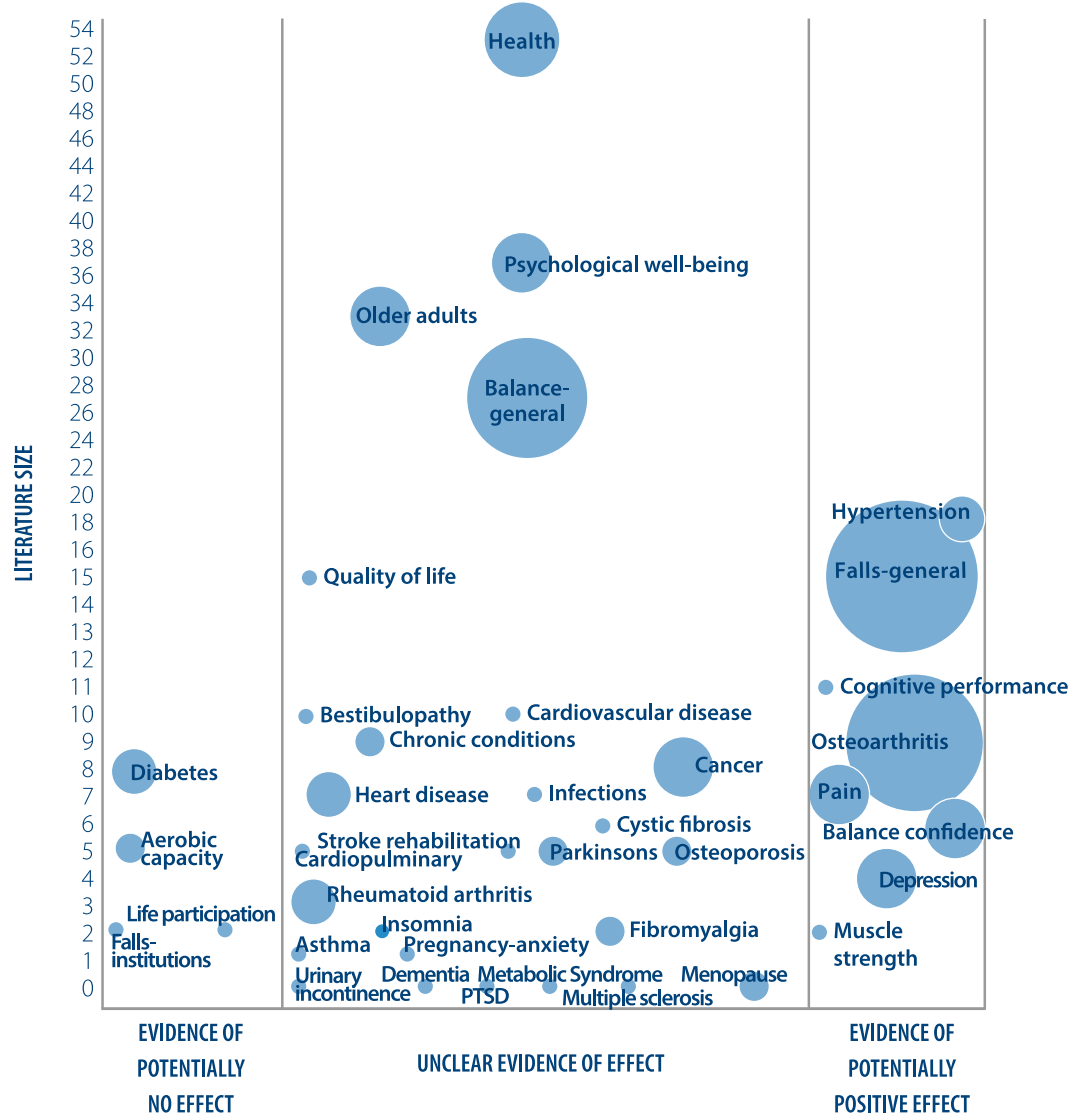 54
52
50
48
46
44
42
40
38
36
34
32
30
28
26
24
22
20
18
16
15
14
13
12
11
10
9
8
7
6
5
4
3
2
1
0
LITERATURE SIZE
Health
Psychological well-being
Older adults
Balance-
general
Hypertension
Falls-general
Quality of life
Cognitive performance
Bestibulopathy
Cardiovascular disease
Chronic conditions
Osteoarthritis
Diabetes
Cancer
Heart disease
Infections
Pain
Cystic fibrosis
Balance confidence
Aerobic
capacity
Stroke rehabilitation
Cardiopulminary
Parkinsons
Osteoporosis
Depression
Rheumatoid arthritis
Life participation
Falls-
institutions
Insomnia
Fibromyalgia
Muscle
strength
Asthma
Pregnancy-anxiety
Urinary
incontinence
Dementia
PTSD
Metabolic Syndrome
Multiple sclerosis
Menopause
EVIDENCE OF
POTENTIALLY
NO EFFECT
UNCLEAR EVIDENCE OF EFFECT
EVIDENCE OF
POTENTIALLY
POSITIVE EFFECT